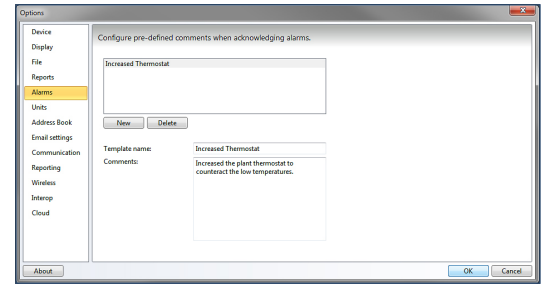 Options
Device
Display
File
Reports
Alarms
Units
Address Book
Email settings
Communication
Reporting
Wireless
Interop
Cloud
Configure pre-defined comments when acknowledging alarms.
Increased Thermostat
New Delete
Template name: Increased Thermostat
Comments: Increased the plant thermostat to
counteract the low temperatures.
About OK Cancel